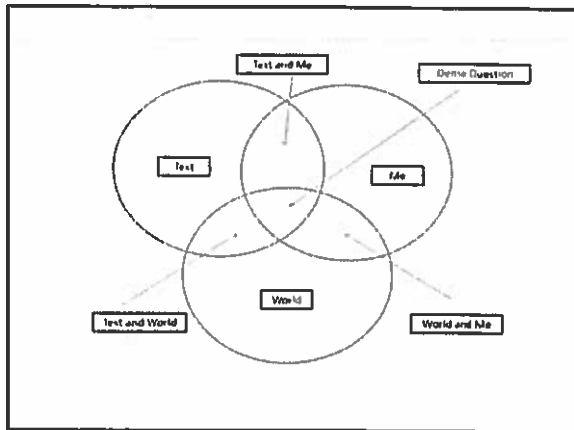 Text and Me
Dense Question
Text
Me
World
Text and World
World and Me